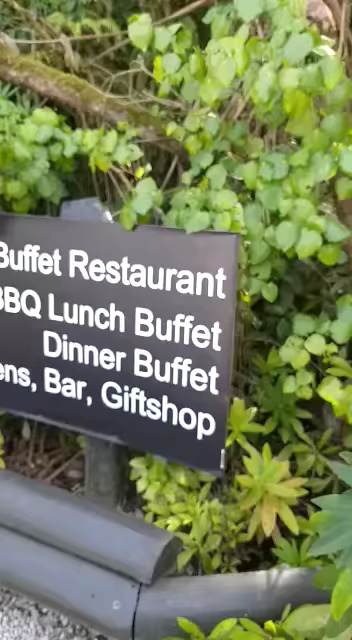 Buffet Restaurant
BBQ Lunch Buffet
Dinner Buffet
ens, Bar, Giftshop